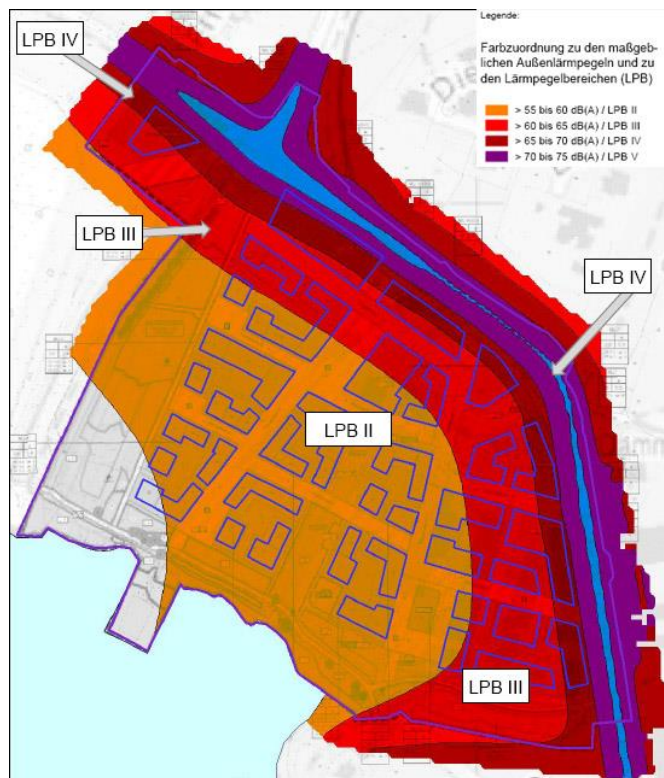 Legende:
Farbzuordnung zu den maßgeb-
lichen Außenlärmpegeln und zu
den Lärmpegelbereichen (LPB)
> 55 bis 60 dB(A) / LPB II
> 60 bis 65 dB(A) / LPB III
> 65 bis 70 dB(A) / LPB IV
> 70 bis 75 dB(A) / LPB V
LPB IV
LPB III
LPB IV
LPB II
LPB III